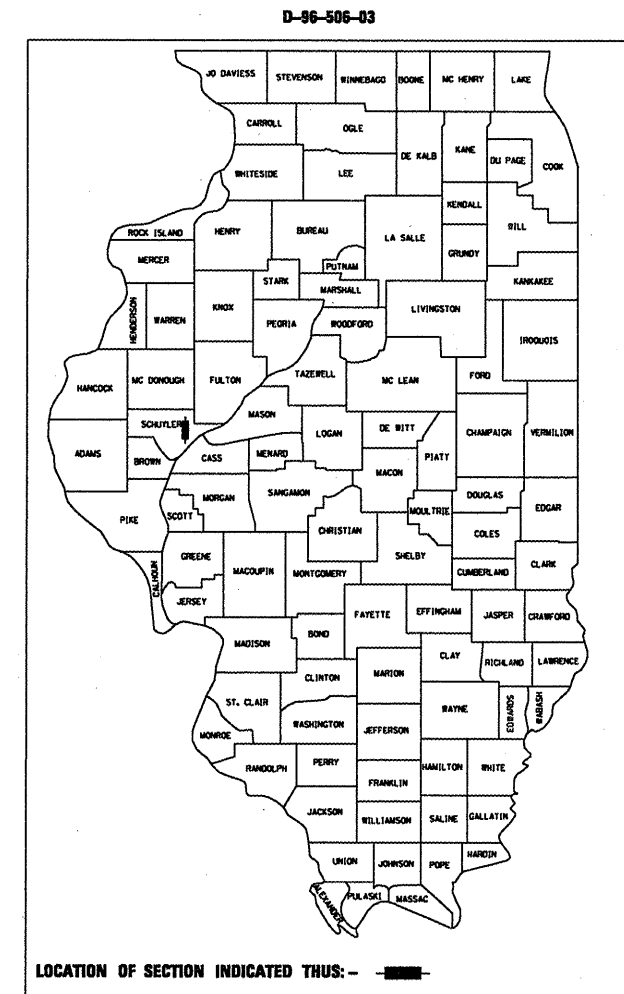 D-96-506-03
JO DAVIESS STEVENSON WINNEBAGO BOONE MC HENRY LAKE
CARROLL OGLE DE KALB KANE DU PAGE COOK
WHITESIDE LEE
KENDALL
ROCK ISLAND HENRY BUREAU LA SALLE WILL
MERCER PUTNAM GRUNDY
STARK MARSHALL KANKAKEE
HENDERSON WARREN KNOX PEORIA WOODFORD LIVINGSTON IROQUOIS
HANCOCK MC DONOUGH FULTON TAZEWELL MC LEAN FORD
SCHUYLER MASON LOGAN DE WITT CHAMPAIGN VERMILION
ADAMS BROWN CASS MENARD MACON PIATY
PIKE SCOTT MORGAN SANGAMON CHRISTIAN MOULTRIE DOUGLAS EDGAR
COLES
CALHOUN GREENE MACOUPIN MONTGOMERY SHELBY CUMBERLAND CLARK
JERSEY FAYETTE EFFINGHAM JASPER CRAWFORD
MADISON BOND
CLINTON MARION CLAY RICHLAND LAWRENCE
ST. CLAIR WASHINGTON JEFFERSON WAYNE EDWARDS WABASH
MONROE
RANDOLPH PERRY FRANKLIN HAMILTON WHITE
JACKSON WILLIAMSON SALINE GALLATIN
UNION JOHNSON POPE HARDIN
ALEXANDER PULASKI MASSAC
LOCATION OF SECTION INDICATED THUS: -